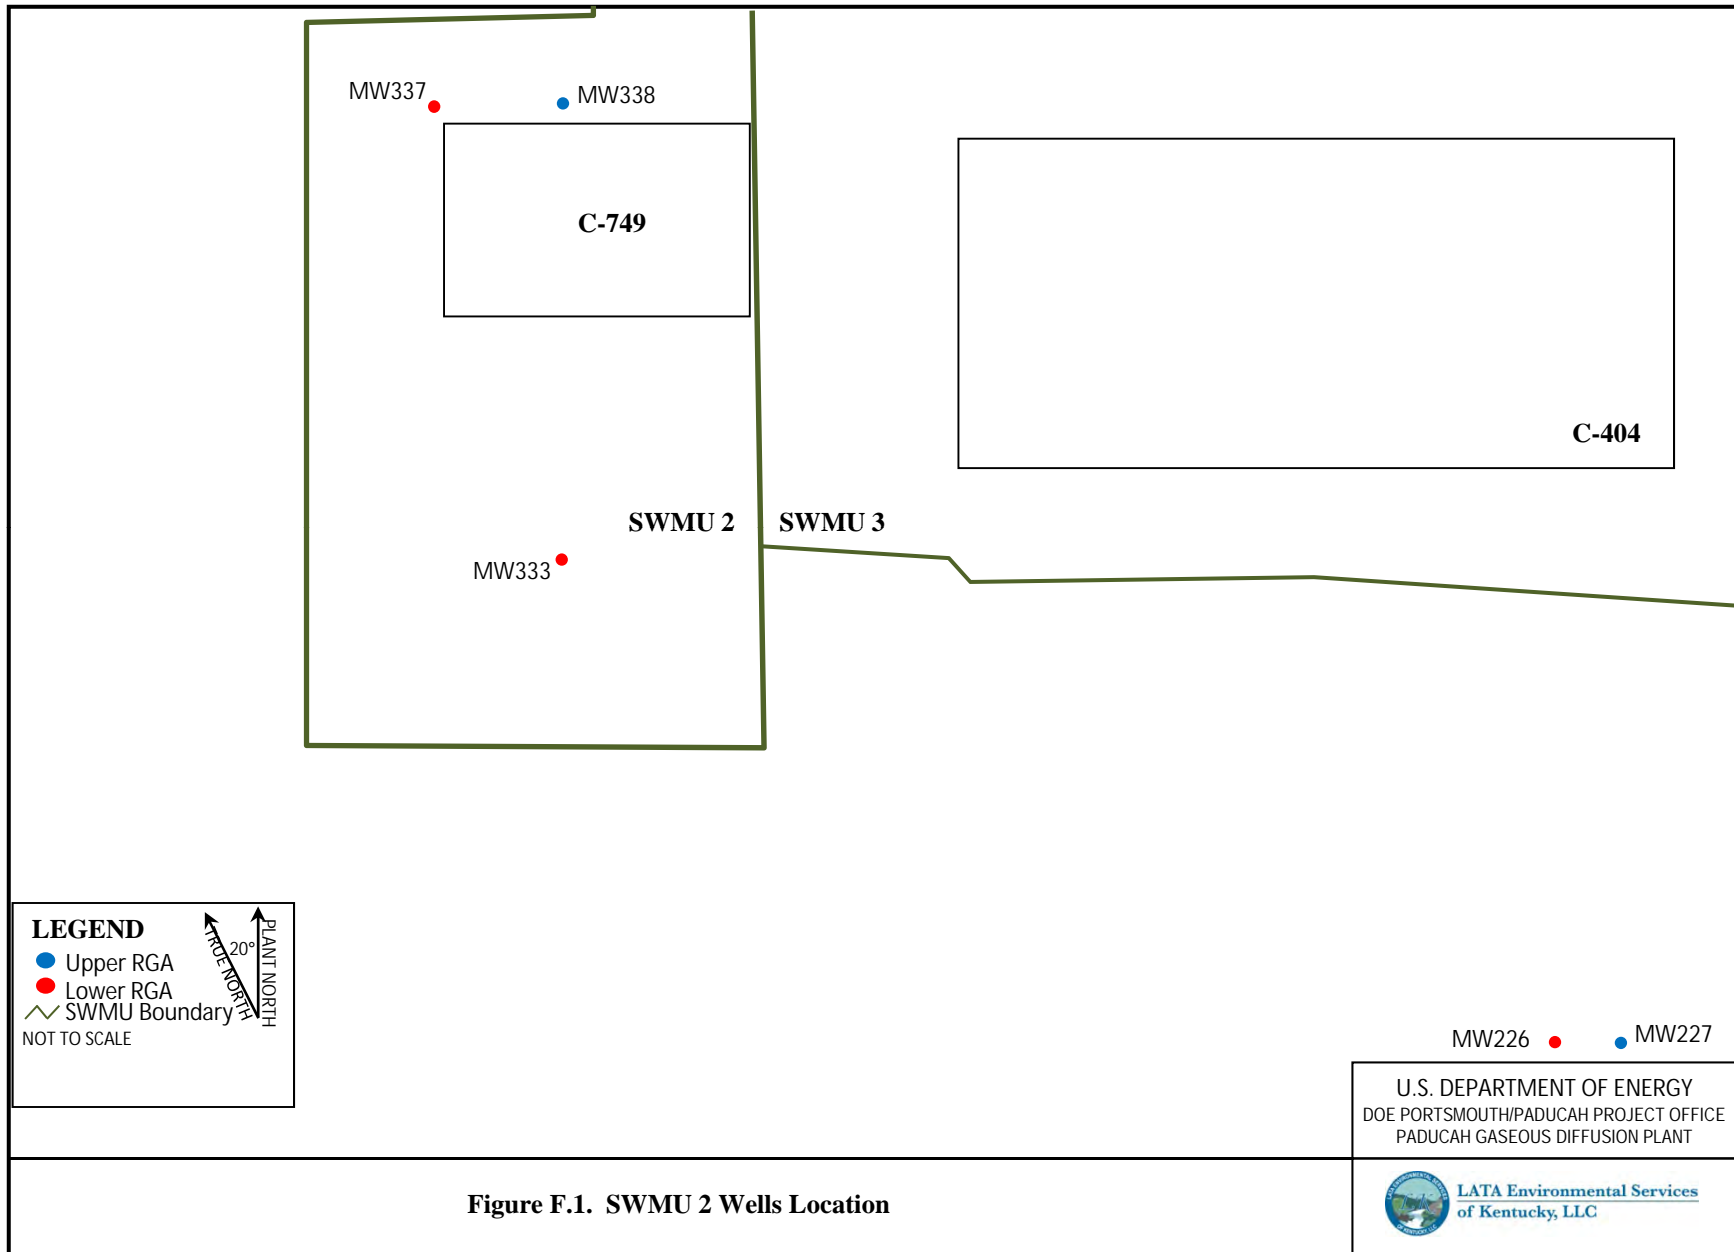 MW337
MW338
C-749
C-404
SWMU 2
SWMU 3
MW333
LEGEND
Upper RGA
Lower RGA
SWMU Boundary
NOT TO SCALE
TRUE NORTH
20°
PLANT NORTH
MW226
MW227
U.S. DEPARTMENT OF ENERGY
DOE PORTSMOUTH/PADUCAH PROJECT OFFICE
PADUCAH GASEOUS DIFFUSION PLANT
Figure F.1. SWMU 2 Wells Location
LATA Environmental Services
of Kentucky, LLC